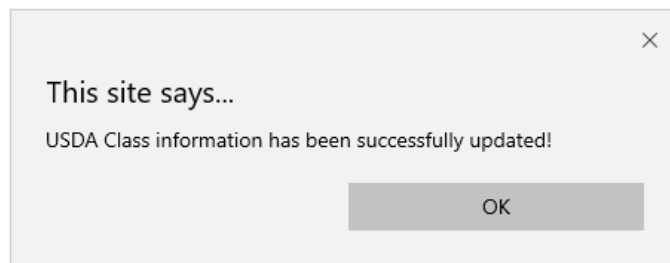 This site says...
USDA Class information has been successfully updated!
OK